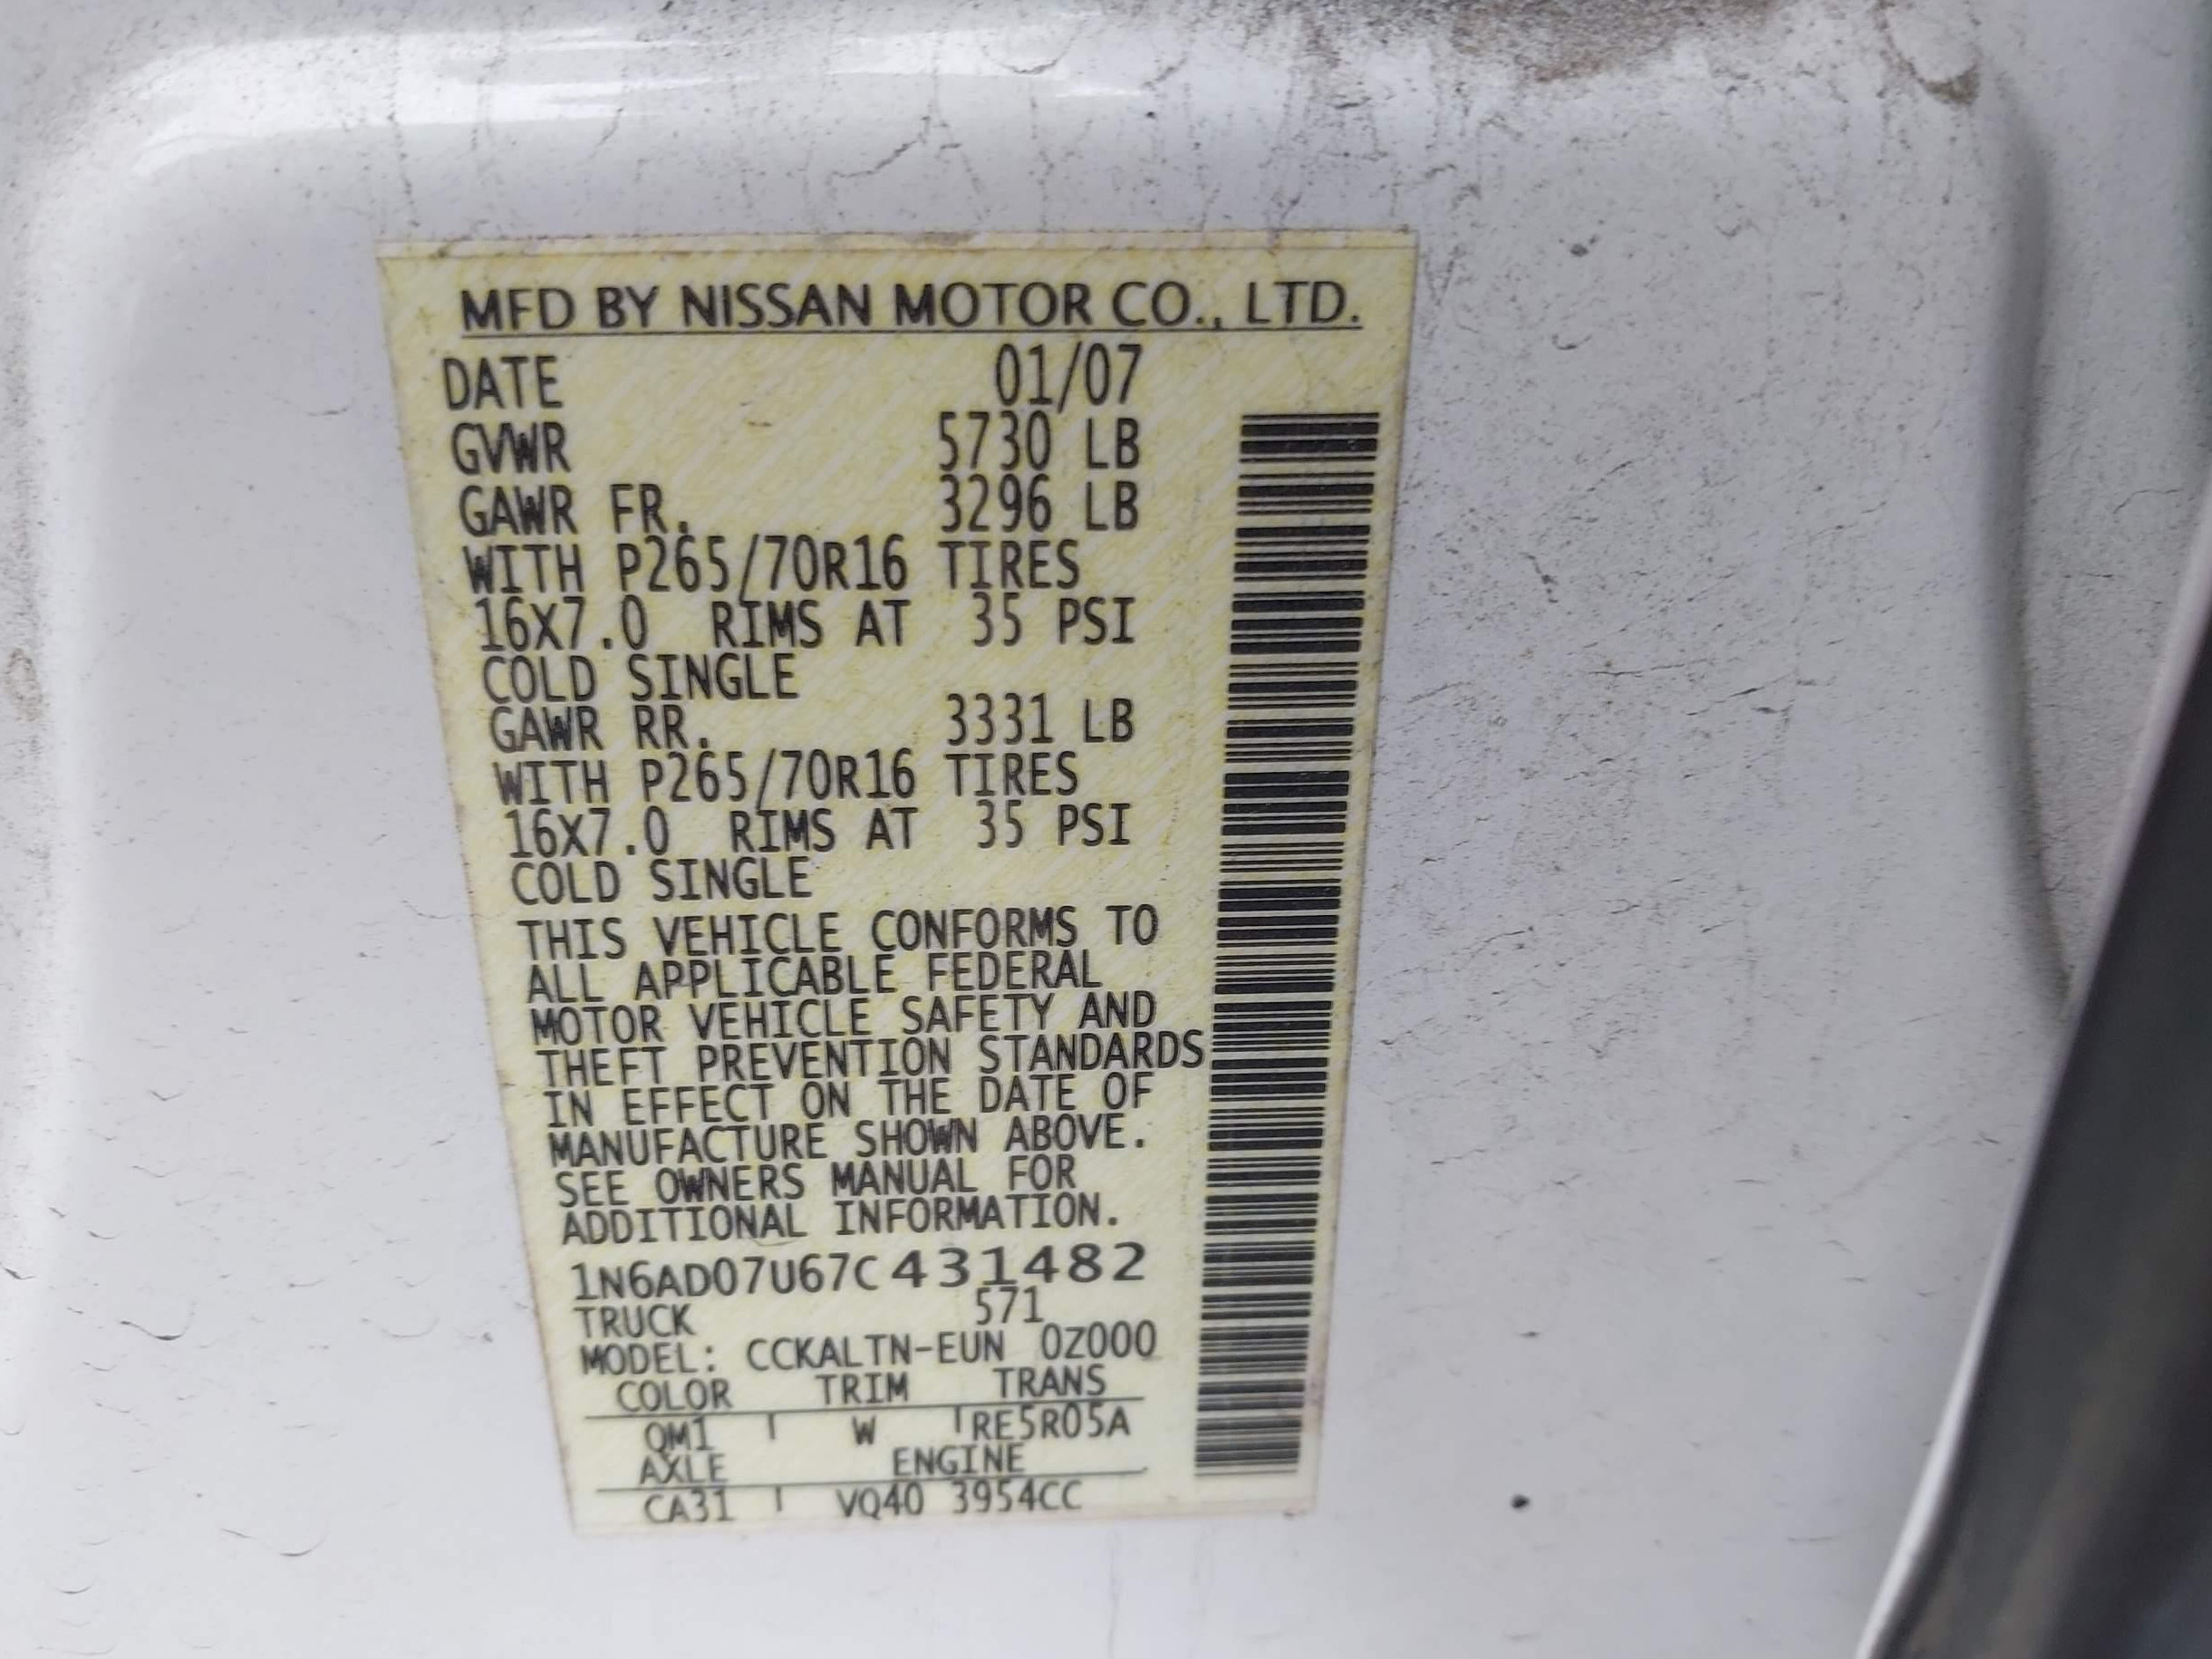 MFD BY NISSAN MOTOR CO., LTD.
DATE 01/07
GVWR 5730 LB
GAWR FR. 3296 LB
WITH P265/70R16 TIRES
16X7.0 RIMS AT 35 PSI
COLD SINGLE
GAWR RR. 3331 LB
WITH P265/70R16 TIRES
16X7.0 RIMS AT 35 PSI
COLD SINGLE
THIS VEHICLE CONFORMS TO
ALL APPLICABLE FEDERAL
MOTOR VEHICLE SAFETY AND
THEFT PREVENTION STANDARDS
IN EFFECT ON THE DATE OF
MANUFACTURE SHOWN ABOVE.
SEE OWNERS MANUAL FOR
ADDITIONAL INFORMATION.
1N6AD07U67C431482
TRUCK 571
MODEL: CCKALTN-EUN 0Z000
COLOR TRIM TRANS
QM1 W RE5R05A
AXLE ENGINE
CA31 VQ40 3954CC